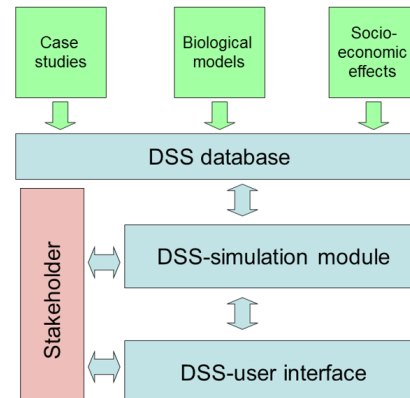 Case
studies
Biological
models
Socio-
economic
effects
DSS database
Stakeholder
DSS-simulation module
DSS-user interface